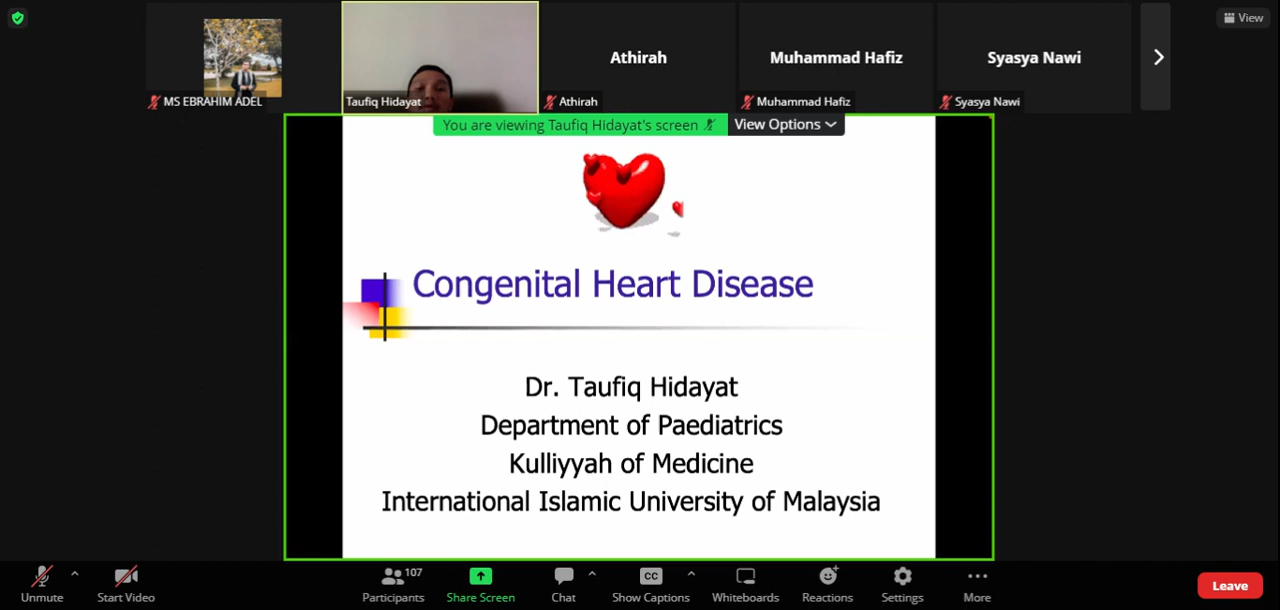 View
Athirah
Muhammad Hafiz
Syasya Nawi
MS EBRAHIM ADEL
Taufiq Hidayat
Athirah
Muhammad Hafiz
Syasya Nawi
You are viewing Taufiq Hidayat's screen
View Options
Congenital Heart Disease
Dr. Taufiq Hidayat
Department of Paediatrics
Kulliyyah of Medicine
International Islamic University of Malaysia
107
CC
Unmute
Start Video
Participants
Share Screen
Chat
Show Captions
Whiteboards
Reactions
Settings
More
Leave